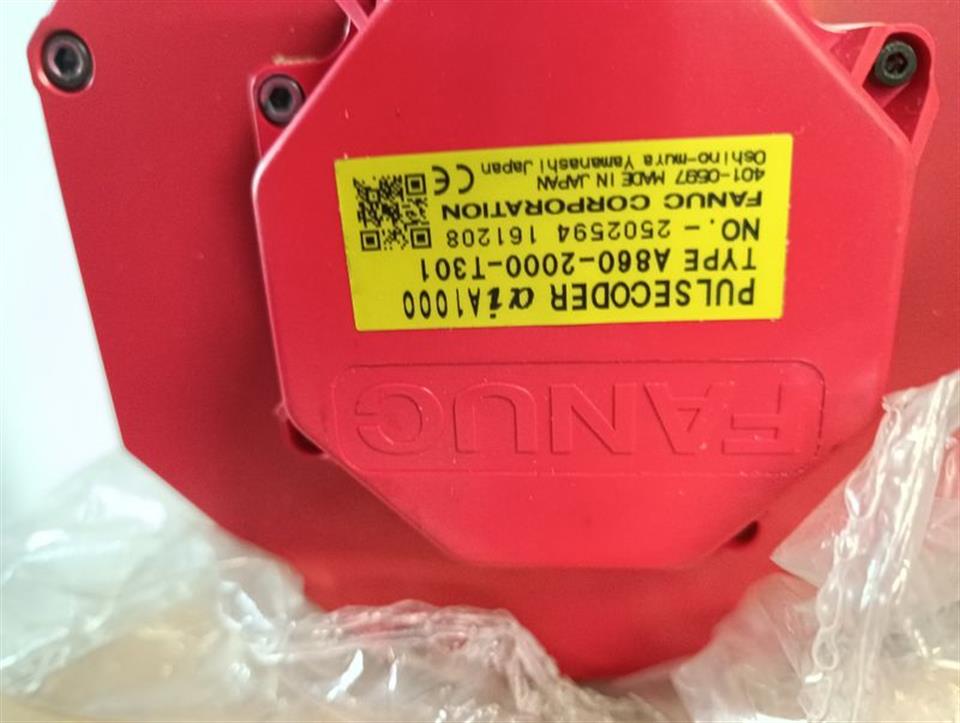 PULSECODER αiA1000
TYPE A860-2000-T301
NO. - 2502594 161208
FANUC CORPORATION
401-0597 MADE IN JAPAN
Oshino-mura Yamanashi Japan
CE
FANUC